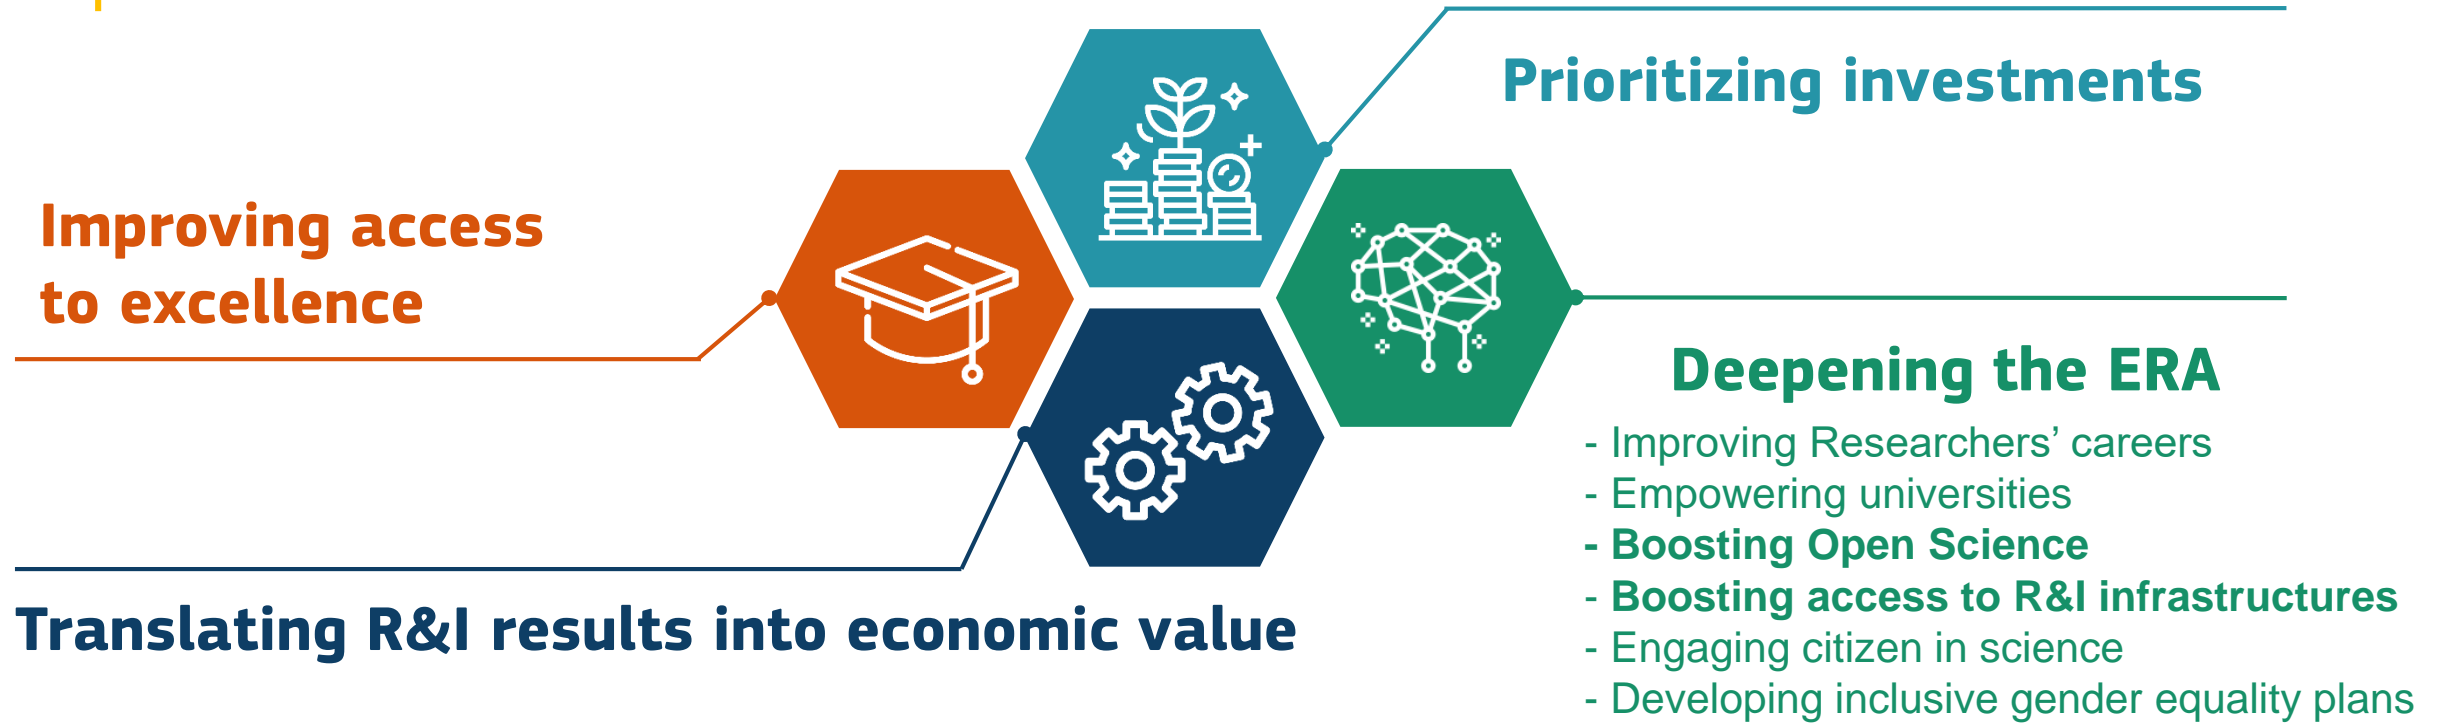 Prioritizing investments
Improving access
to excellence
Deepening the ERA
- Improving Researchers’ careers
- Empowering universities
- Boosting Open Science
- Boosting access to R&I infrastructures
- Engaging citizen in science
- Developing inclusive gender equality plans
Translating R&I results into economic value